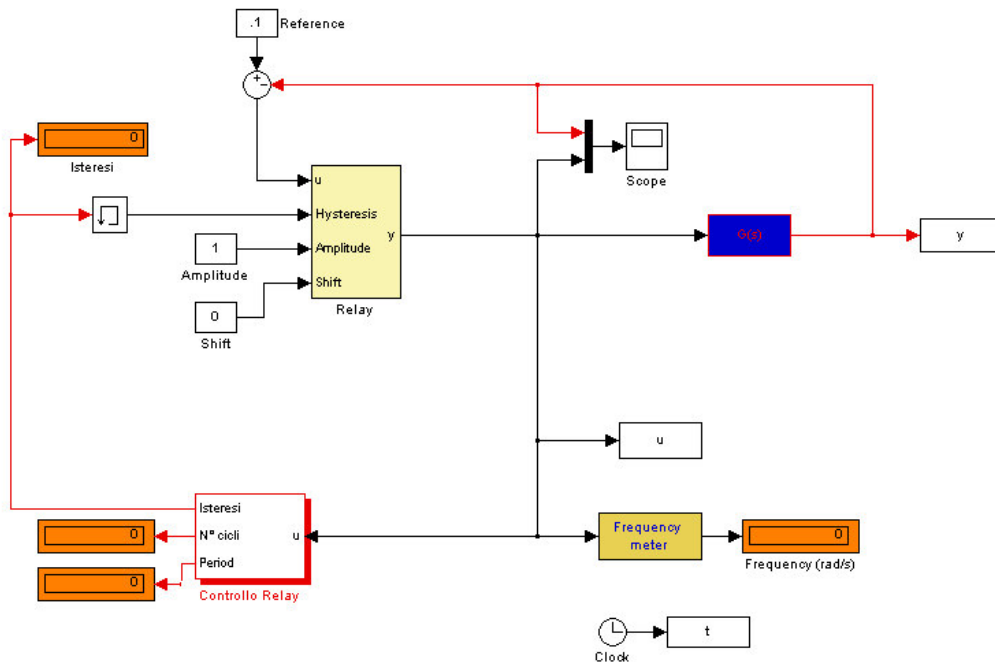 .1
Reference
+
−
0
Isteresi
Scope
u
Hysteresis
Amplitude
Shift
y
Relay
1
Amplitude
0
Shift
G(s)
y
u
Isteresi
N° cicli
Period
u
Controllo Relay
0
0
Frequency
meter
0
Frequency (rad/s)
Clock
t